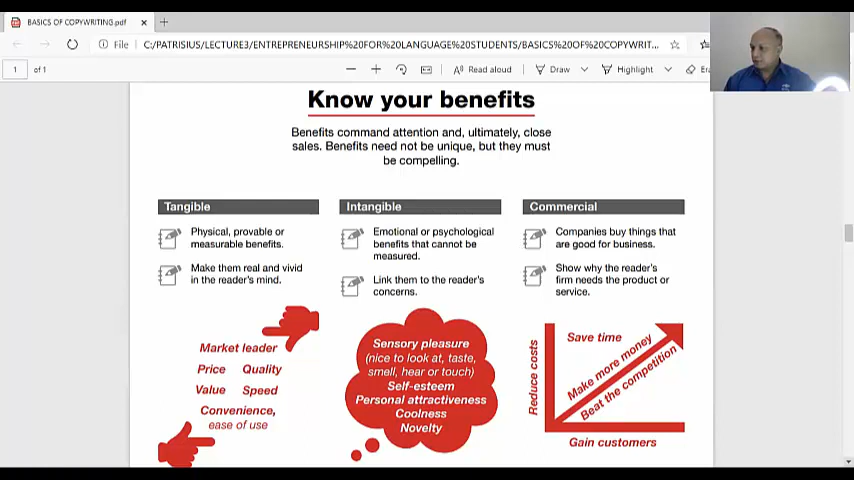 BASICS OF COPYWRITING.pdf
File
C:/PATRISIUS/LECTURE3/ENTREPRENEURSHIP%20FOR%20LANGUAGE%20STUDENTS/BASICS%20OF%20COPYWRIT...
1 of 1
Read aloud
Draw
Highlight
Know your benefits
Benefits command attention and, ultimately, close
sales. Benefits need not be unique, but they must
be compelling.
Tangible
Physical, provable or
measurable benefits.
Make them real and vivid
in the reader's mind.
Market leader
Price Quality
Value Speed
Convenience,
ease of use
Intangible
Emotional or psychological
benefits that cannot be
measured.
Link them to the reader's
concerns.
Sensory pleasure
(nice to look at, taste,
smell, hear or touch)
Self-esteem
Personal attractiveness
Coolness
Novelty
Commercial
Companies buy things that
are good for business.
Show why the reader's
firm needs the product or
service.
Reduce costs
Save time
Make more money
Beat the competition
Gain customers